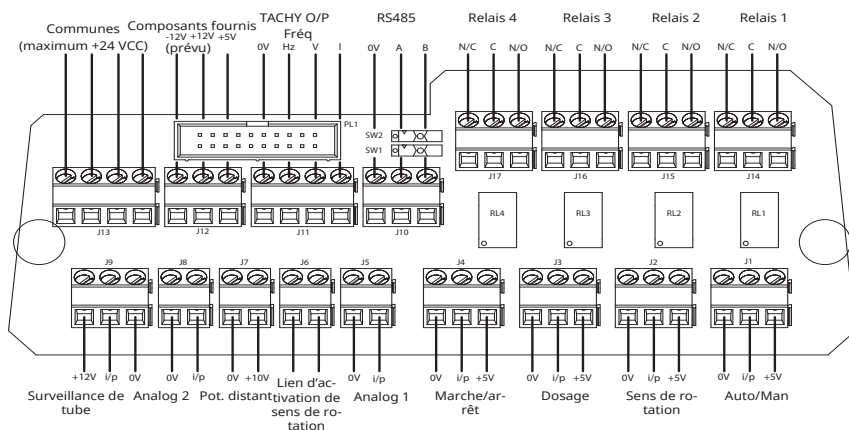 Communes
(maximum +24 VCC)
Composants fournis
-12V +12V +5V
(prévu)
TACHY O/P
Fréq
0V Hz V I
RS485
0V A B
Relais 4
N/C C N/O
Relais 3
N/C C N/O
Relais 2
N/C C N/O
Relais 1
N/C C N/O
PL1
SW2
SW1
J17 J16 J15 J14
J13 J12 J11 J10
RL4 RL3 RL2 RL1
J9 J8 J7 J6 J5 J4 J3 J2 J1
+12V i/p 0V
Surveillance de
tube
0V i/p
Analog 2
0V +10V
Pot. distant
Lien d’ac-
tivation de
sens de ro-
tation
0V i/p
Analog 1
0V i/p +5V
Marche/ar-
rêt
0V i/p +5V
Dosage
0V i/p +5V
Sens de ro-
tation
0V i/p +5V
Auto/Man